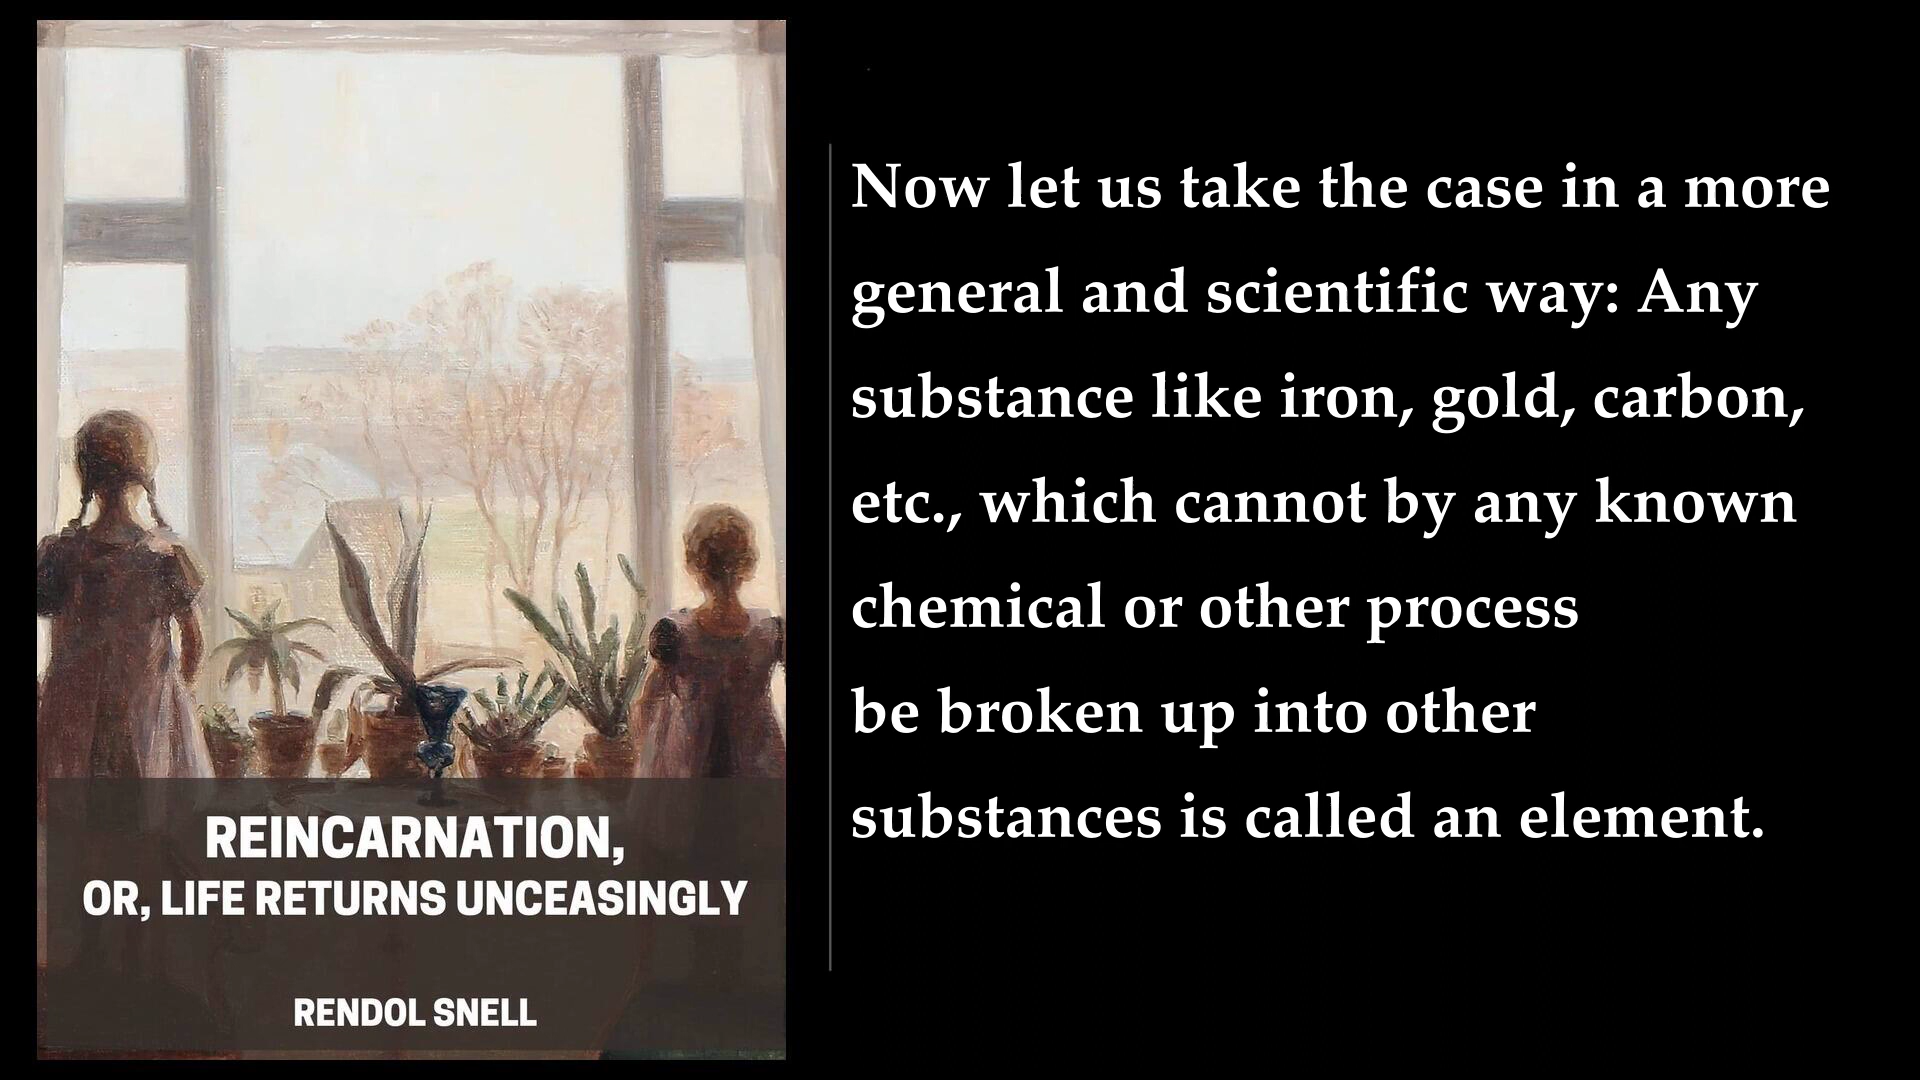 REINCARNATION,
OR, LIFE RETURNS UNCEASINGLY
RENDOL SNELL
Now let us take the case in a more
general and scientific way: Any
substance like iron, gold, carbon,
etc., which cannot by any known
chemical or other process
be broken up into other
substances is called an element.